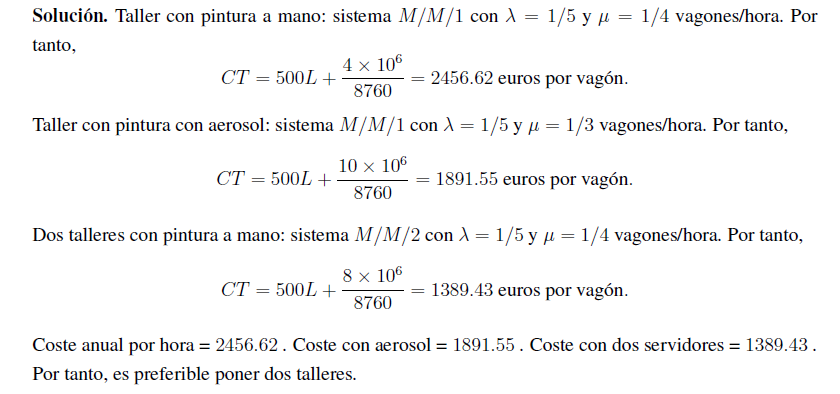 Solución. Taller con pintura a mano: sistema M/M/1 con λ = 1/5 y μ = 1/4 vagones/hora. Por
tanto,
CT = 500L + \frac{4 × 10^6}{8760} = 2456.62 euros por vagón.
Taller con pintura con aerosol: sistema M/M/1 con λ = 1/5 y μ = 1/3 vagones/hora. Por tanto,
CT = 500L + \frac{10 × 10^6}{8760} = 1891.55 euros por vagón.
Dos talleres con pintura a mano: sistema M/M/2 con λ = 1/5 y μ = 1/4 vagones/hora. Por tanto,
CT = 500L + \frac{8 × 10^6}{8760} = 1389.43 euros por vagón.
Coste anual por hora = 2456.62 . Coste con aerosol = 1891.55 . Coste con dos servidores = 1389.43 .
Por tanto, es preferible poner dos talleres.